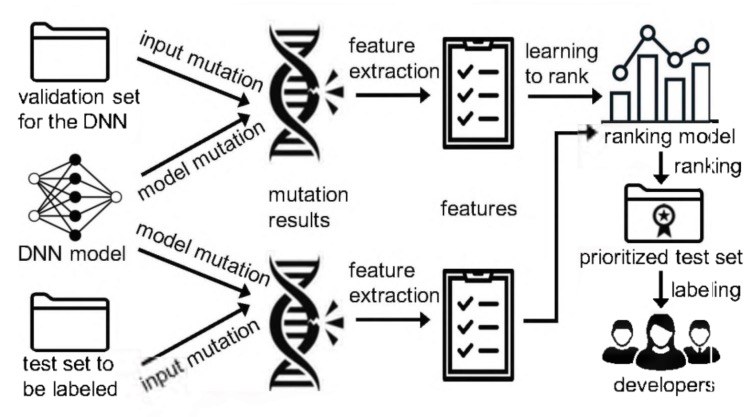 input mutation
validation set
for the DNN
model mutation
DNN model
model mutation
test set to
be labeled
input mutation
mutation
results
feature
extraction
feature
extraction
features
learning
to rank
ranking model
ranking
prioritized test set
labeling
developers